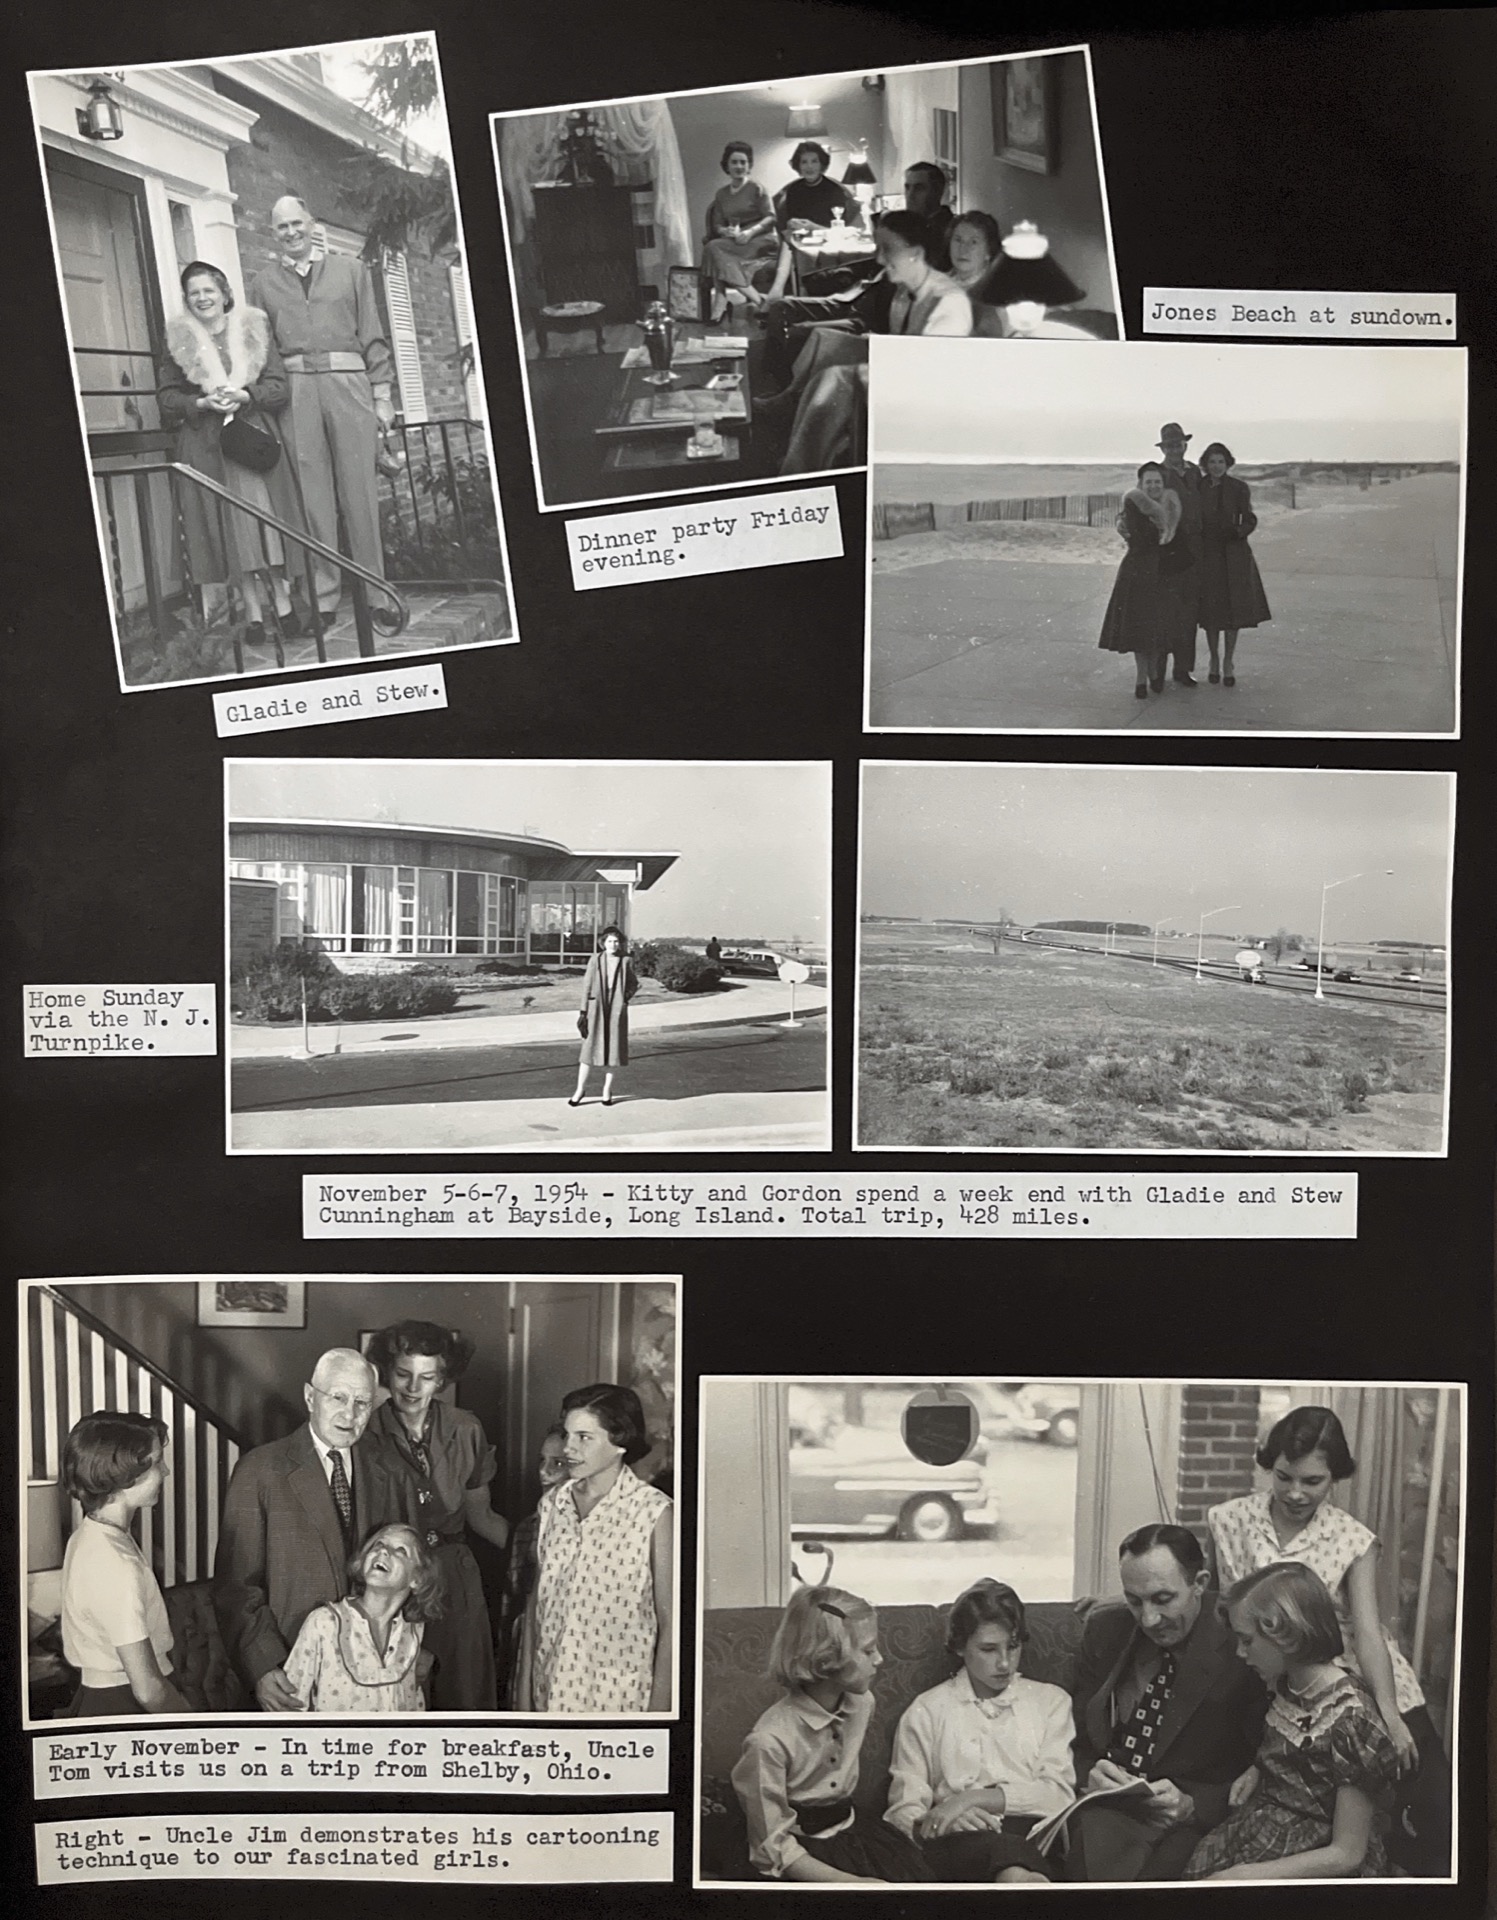 Jones Beach at sundown.
Dinner party Friday
evening.
Gladie and Stew.
Home Sunday
via the N. J.
Turnpike.
November 5-6-7, 1954 - Kitty and Gordon spend a week end with Gladie and Stew
Cunningham at Bayside, Long Island. Total trip, 428 miles.
Early November - In time for breakfast, Uncle
Tom visits us on a trip from Shelby, Ohio.
Right - Uncle Jim demonstrates his cartooning
technique to our fascinated girls.